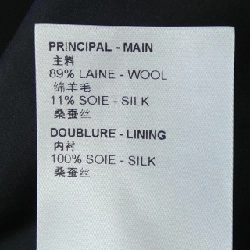 PRINCIPAL - MAIN
主料
89% LAINE - WOOL
绵羊毛
11% SOIE - SILK
桑蚕丝
DOUBLURE - LINING
内衬
100% SOIE - SILK
桑蚕丝